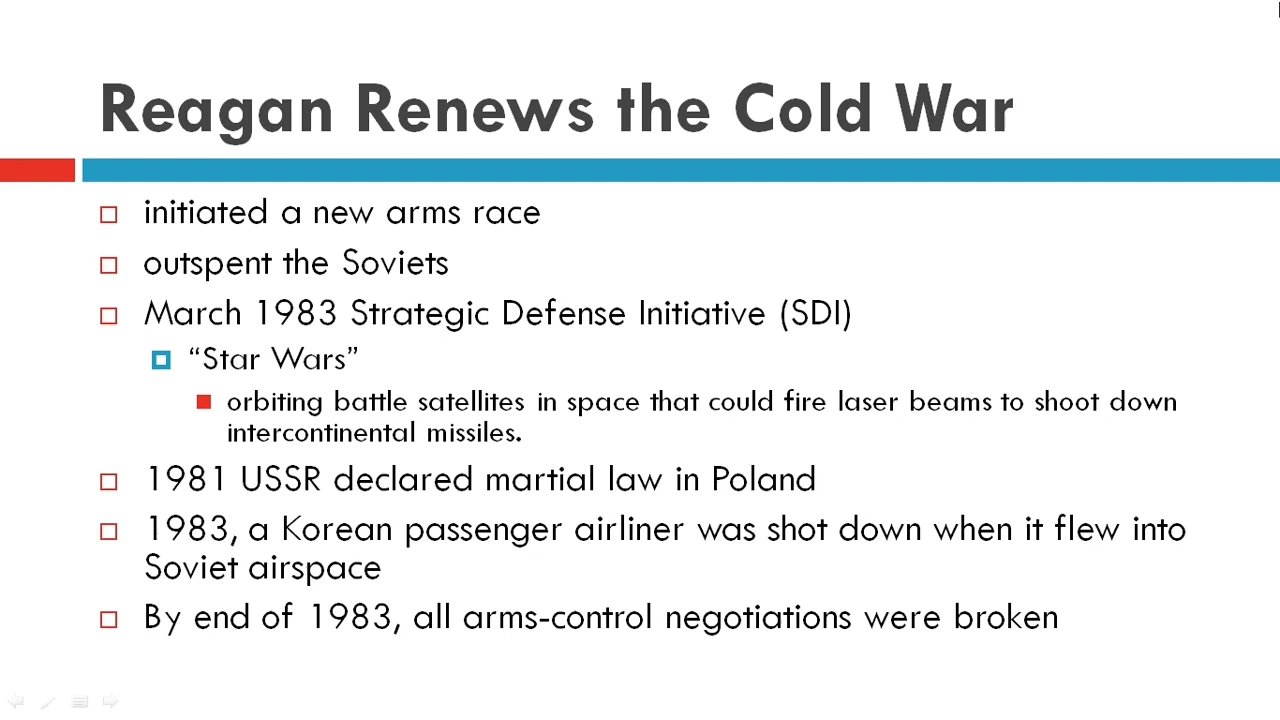 Reagan Renews the Cold War
initiated a new arms race
outspent the Soviets
March 1983 Strategic Defense Initiative (SDI)
“Star Wars”
orbiting battle satellites in space that could fire laser beams to shoot down
intercontinental missiles.
1981 USSR declared martial law in Poland
1983, a Korean passenger airliner was shot down when it flew into
Soviet airspace
By end of 1983, all arms-control negotiations were broken